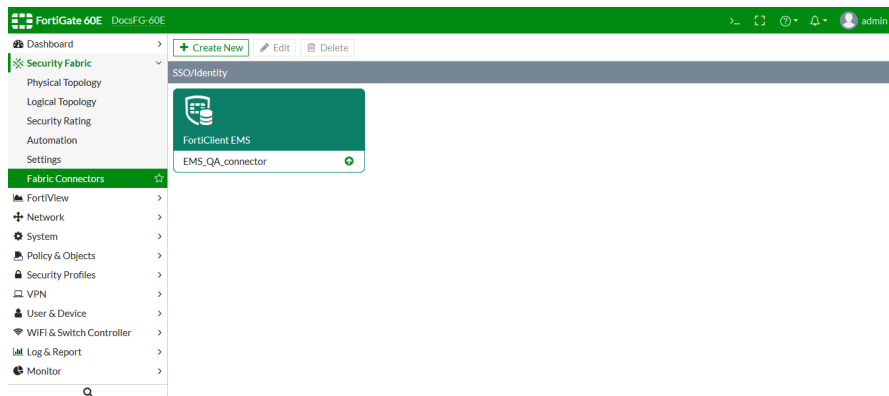 FortiGate 60E DocsFG-60E
>_
admin
Dashboard
Security Fabric
Physical Topology
Logical Topology
Security Rating
Automation
Settings
Fabric Connectors
FortiView
Network
System
Policy & Objects
Security Profiles
VPN
User & Device
WiFi & Switch Controller
Log & Report
Monitor
+ Create New Edit Delete
SSO/Identity
FortiClient EMS
EMS_QA_connector